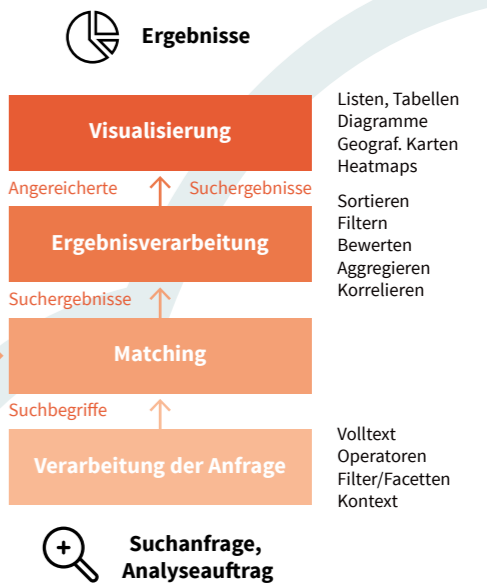 Ergebnisse
Visualisierung
Listen, Tabellen
Diagramme
Geograf. Karten
Heatmaps
Angereicherte Suchergebnisse
Ergebnisverarbeitung
Sortieren
Filtern
Bewerten
Aggregieren
Korrelieren
Suchergebnisse
Matching
Suchbegriffe
Verarbeitung der Anfrage
Volltext
Operatoren
Filter/Facetten
Kontext
Suchanfrage,
Analyseauftrag